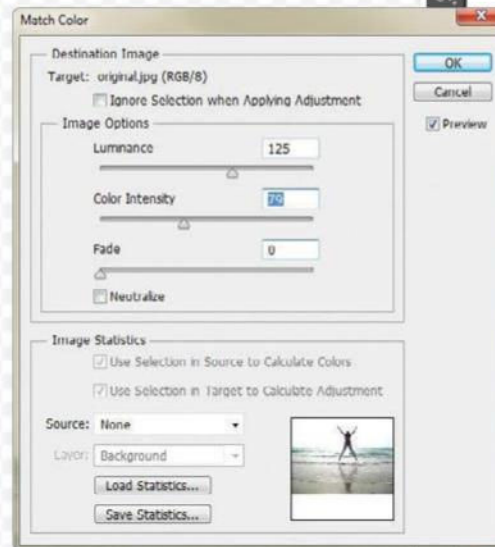 Match Color
Destination Image
Target: original.jpg (RGB/8)
Ignore Selection when Applying Adjustment
Image Options
Luminance 125
Color Intensity 79
Fade 0
Neutralize
OK
Cancel
Preview
Image Statistics
Use Selection in Source to Calculate Colors
Use Selection in Target to Calculate Adjustment
Source: None
Layer: Background
Load Statistics...
Save Statistics...